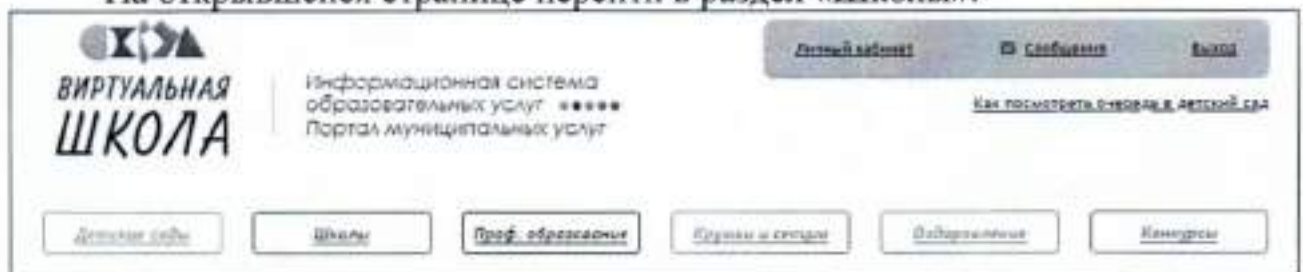 На открывшейся странице перейти в раздел «Школы».
Личный кабинет Сообщения Выход
ВИРТУАЛЬНАЯ
ШКОЛА
Информационная система
образовательных услуг
Портал муниципальных услуг
Как посмотреть очередь в детский сад
Детские сады Школы Проф. образование Кружки и секции Оздоровление Конкурсы